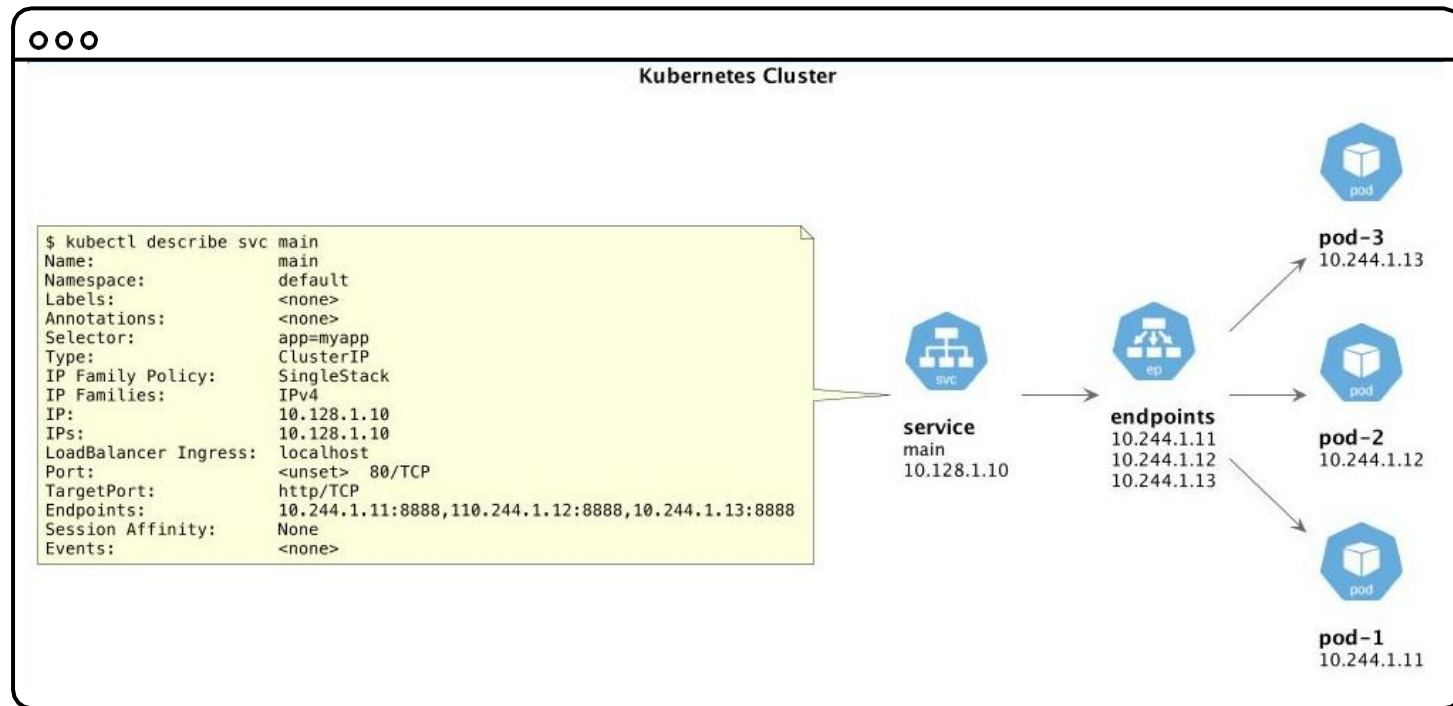 Kubernetes Cluster
$ kubectl describe svc main
Name: main
Namespace: default
Labels: <none>
Annotations: <none>
Selector: app=myapp
Type: ClusterIP
IP Family Policy: SingleStack
IP Families: IPv4
IP: 10.128.1.10
IPs: 10.128.1.10
LoadBalancer Ingress: localhost
Port: <unset> 80/TCP
TargetPort: http/TCP
Endpoints: 10.244.1.11:8888,110.244.1.12:8888,10.244.1.13:8888
Session Affinity: None
Events: <none>
svc
service
main
10.128.1.10
ep
endpoints
10.244.1.11
10.244.1.12
10.244.1.13
pod
pod-3
10.244.1.13
pod
pod-2
10.244.1.12
pod
pod-1
10.244.1.11